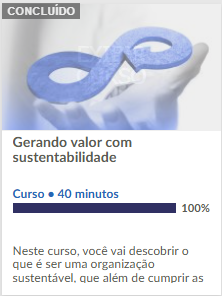 CONCLUÍDO
Gerando valor com
sustentabilidade
Curso • 40 minutos
100%
Neste curso, você vai descobrir o
que é ser uma organização
sustentável, que além de cumprir as